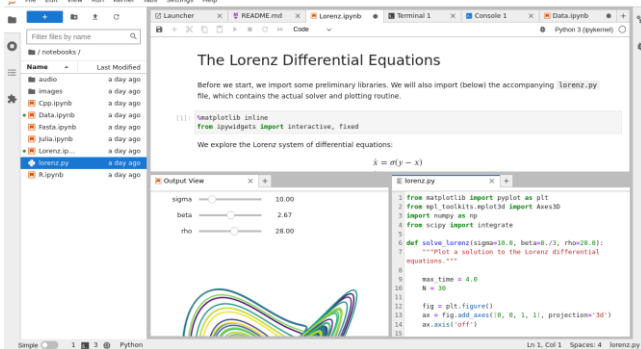 File Edit View Run Kernel Tabs Settings Help
Filter files by name
/ notebooks /
Name Last Modified
audio a day ago
images a day ago
Cpp.ipynb a day ago
Data.ipynb a day ago
Fasta.ipynb a day ago
Julia.ipynb a day ago
Lorenz.ip... a day ago
lorenz.py a day ago
R.ipynb a day ago
Launcher
README.md
Lorenz.ipynb
Terminal 1
Console 1
Data.ipynb
Code
Python 3 (ipykernel)
The Lorenz Differential Equations
Before we start, we import some preliminary libraries. We will also import (below) the accompanying lorenz.py
file, which contains the actual solver and plotting routine.
[1]: %matplotlib inline
from ipywidgets import interactive, fixed
We explore the Lorenz system of differential equations:
ẋ = σ(y − x)
Output View
sigma 10.00
beta 2.67
rho 28.00
lorenz.py
1 from matplotlib import pyplot as plt
2 from mpl_toolkits.mplot3d import Axes3D
3 import numpy as np
4 from scipy import integrate
5
6 def solve_lorenz(sigma=10.0, beta=8./3, rho=28.0):
7 """Plot a solution to the Lorenz differential
equations."""
8
9 max_time = 4.0
10 N = 30
11
12 fig = plt.figure()
13 ax = fig.add_axes([0, 0, 1, 1], projection='3d')
14 ax.axis('off')
15
Simple 1 3 Python
Ln 1, Col 1 Spaces: 4 lorenz.py